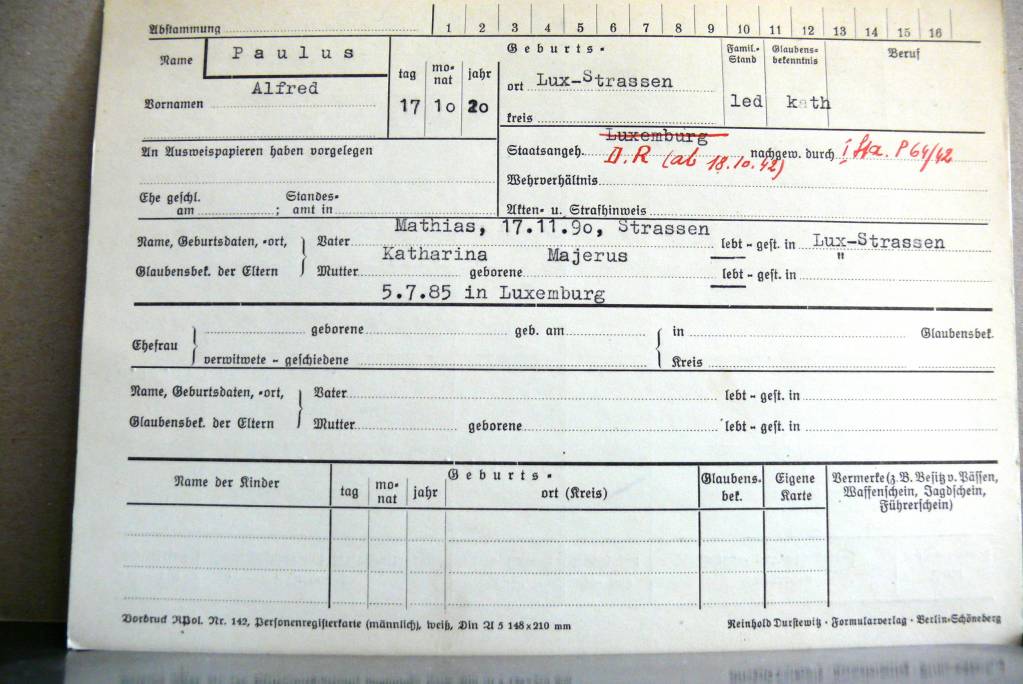 Abstammung 1 2 3 4 5 6 7 8 9 10 11 12 13 14 15 16
Name Paulus
Vornamen Alfred
tag monat jahr
17 10 20
Geburts-
ort Lux-Strassen
kreis
Famil.-Stand
led
Glaubens-bekenntnis
kath
Beruf
An Ausweispapieren haben vorgelegen
Luxemburg
Staatsangeh. D.R (ab 18.10.42) nachgew. durch P 64/42
Wehrverhältnis
Ehe geschl. am ; Standes-amt in
Akten- u. Strafhinweis
Name, Geburtsdaten, -ort, Glaubensbek. der Eltern
Vater Mathias, 17.11.90, Strassen lebt - gest. in Lux-Strassen
Mutter Katharina geborene Majerus lebt - gest. in "
5.7.85 in Luxemburg
Ehefrau geborene geb. am in Glaubensbek.
verwitwete - geschiedene Kreis
Name, Geburtsdaten, -ort, Glaubensbek. der Eltern
Vater lebt - gest. in
Mutter geborene lebt - gest. in
Name der Kinder
Geburts-
tag monat jahr ort (Kreis)
Glaubens-bek.
Eigene Karte
Vermerke (z. B. Besitz v. Pässen, Waffenschein, Jagdschein, Führerschein)
Vordruck RPol. Nr. 142, Personenregisterkarte (männlich), weiß, Din A 5 148 x 210 mm
Reinhold Durstewitz · Formularverlag · Berlin-Schöneberg